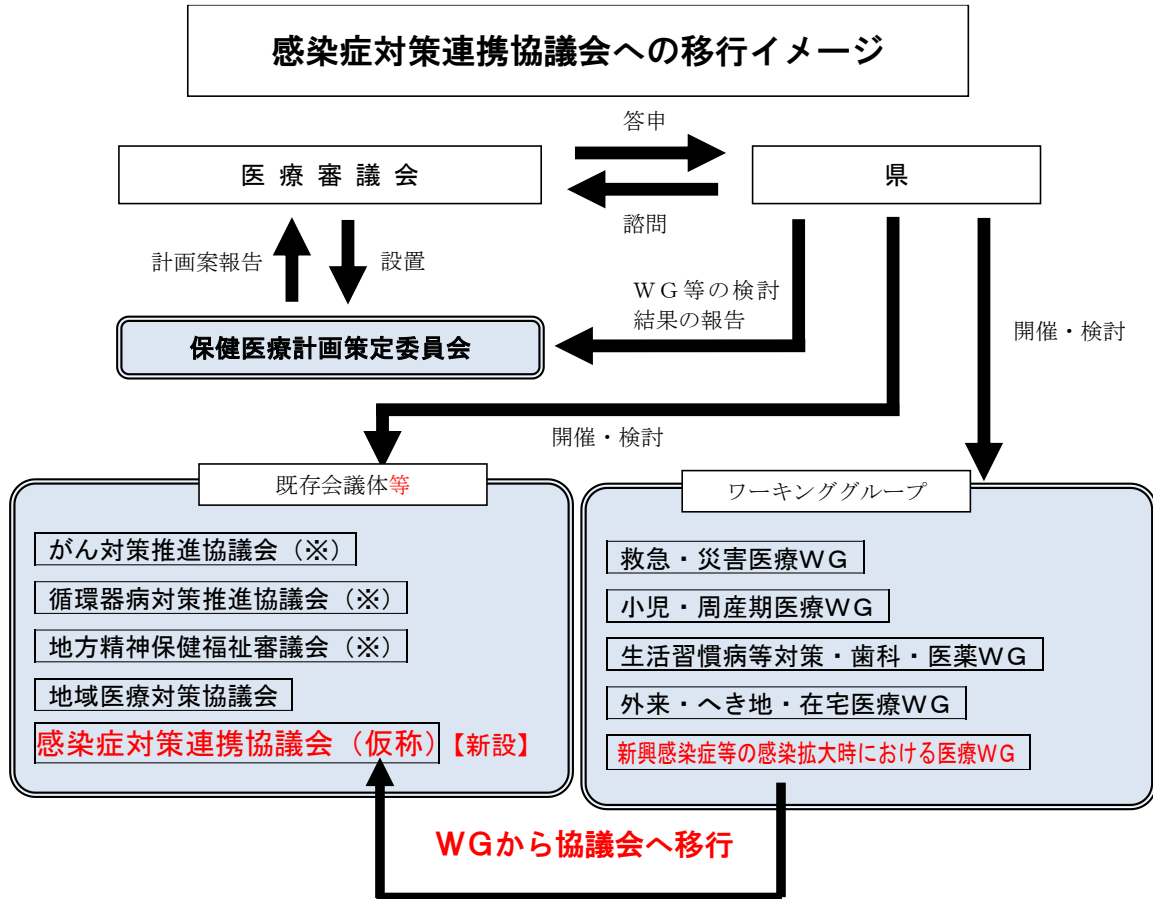 感染症対策連携協議会への移行イメージ
答申
医療審議会
県
諮問
計画案報告
設置
ＷＧ等の検討
結果の報告
開催・検討
保健医療計画策定委員会
開催・検討
既存会議体等
がん対策推進協議会（※）
循環器病対策推進協議会（※）
地方精神保健福祉審議会（※）
地域医療対策協議会
感染症対策連携協議会（仮称）【新設】
ワーキンググループ
救急・災害医療ＷＧ
小児・周産期医療ＷＧ
生活習慣病等対策・歯科・医薬ＷＧ
外来・へき地・在宅医療ＷＧ
新興感染症等の感染拡大時における医療ＷＧ
ＷＧから協議会へ移行